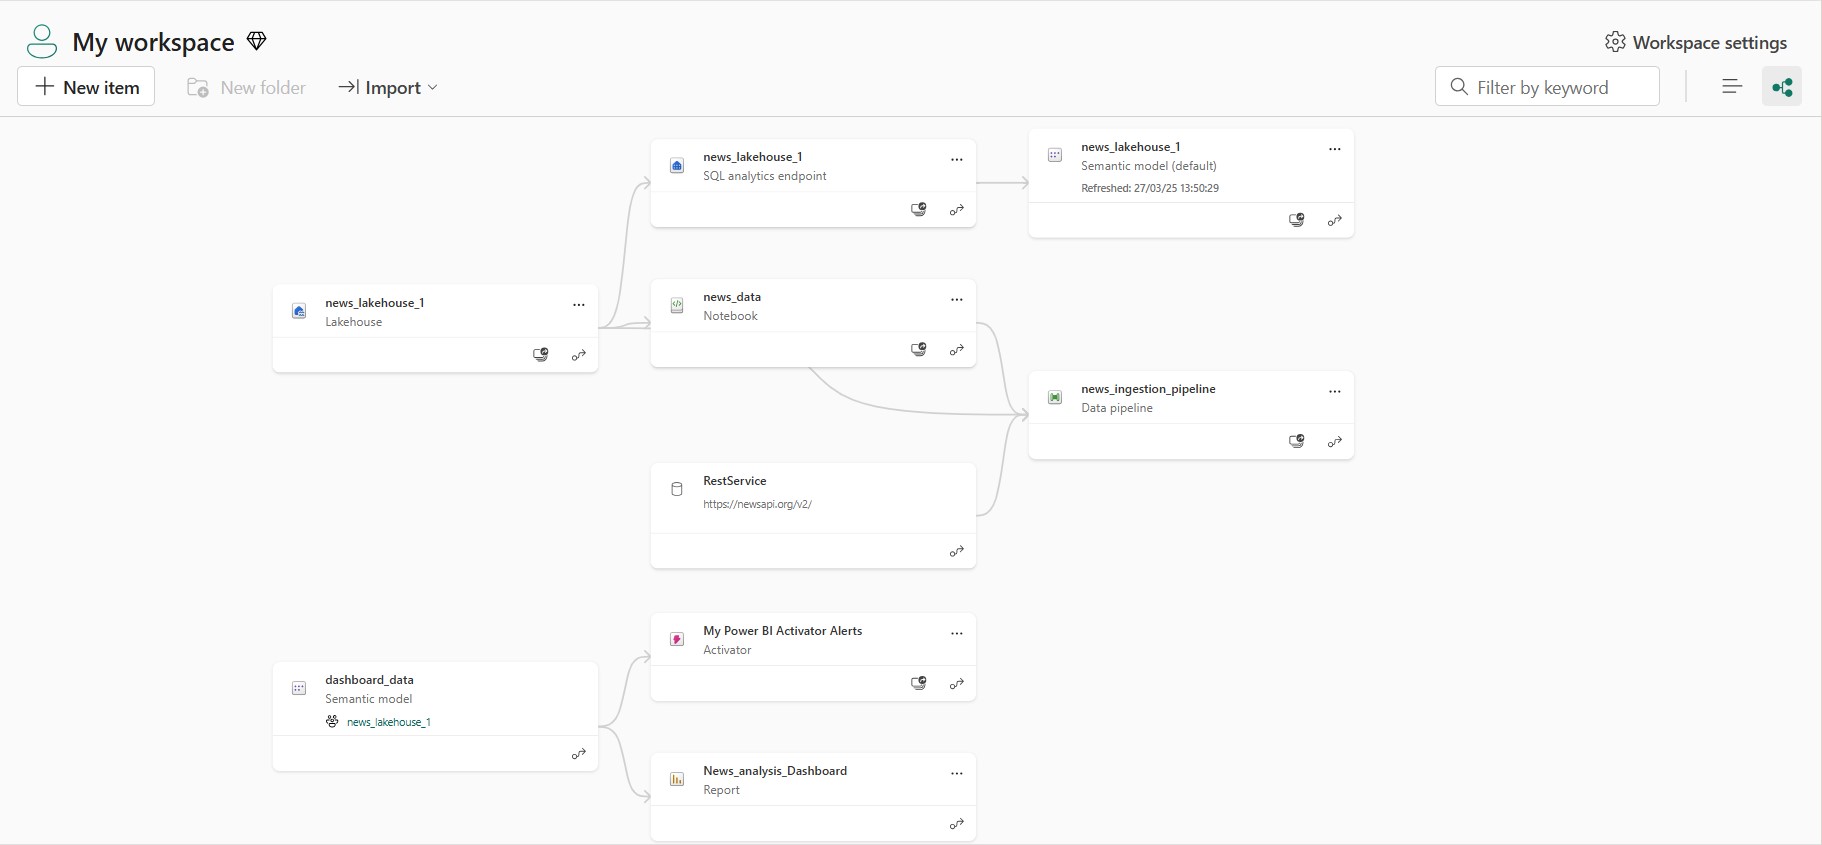 My workspace
Workspace settings
New item
New folder
Import
Filter by keyword
news_lakehouse_1
SQL analytics endpoint
news_lakehouse_1
Semantic model (default)
Refreshed: 27/03/25 13:50:29
news_lakehouse_1
Lakehouse
news_data
Notebook
news_ingestion_pipeline
Data pipeline
RestService
https://newsapi.org/v2/
My Power BI Activator Alerts
Activator
dashboard_data
Semantic model
news_lakehouse_1
News_analysis_Dashboard
Report